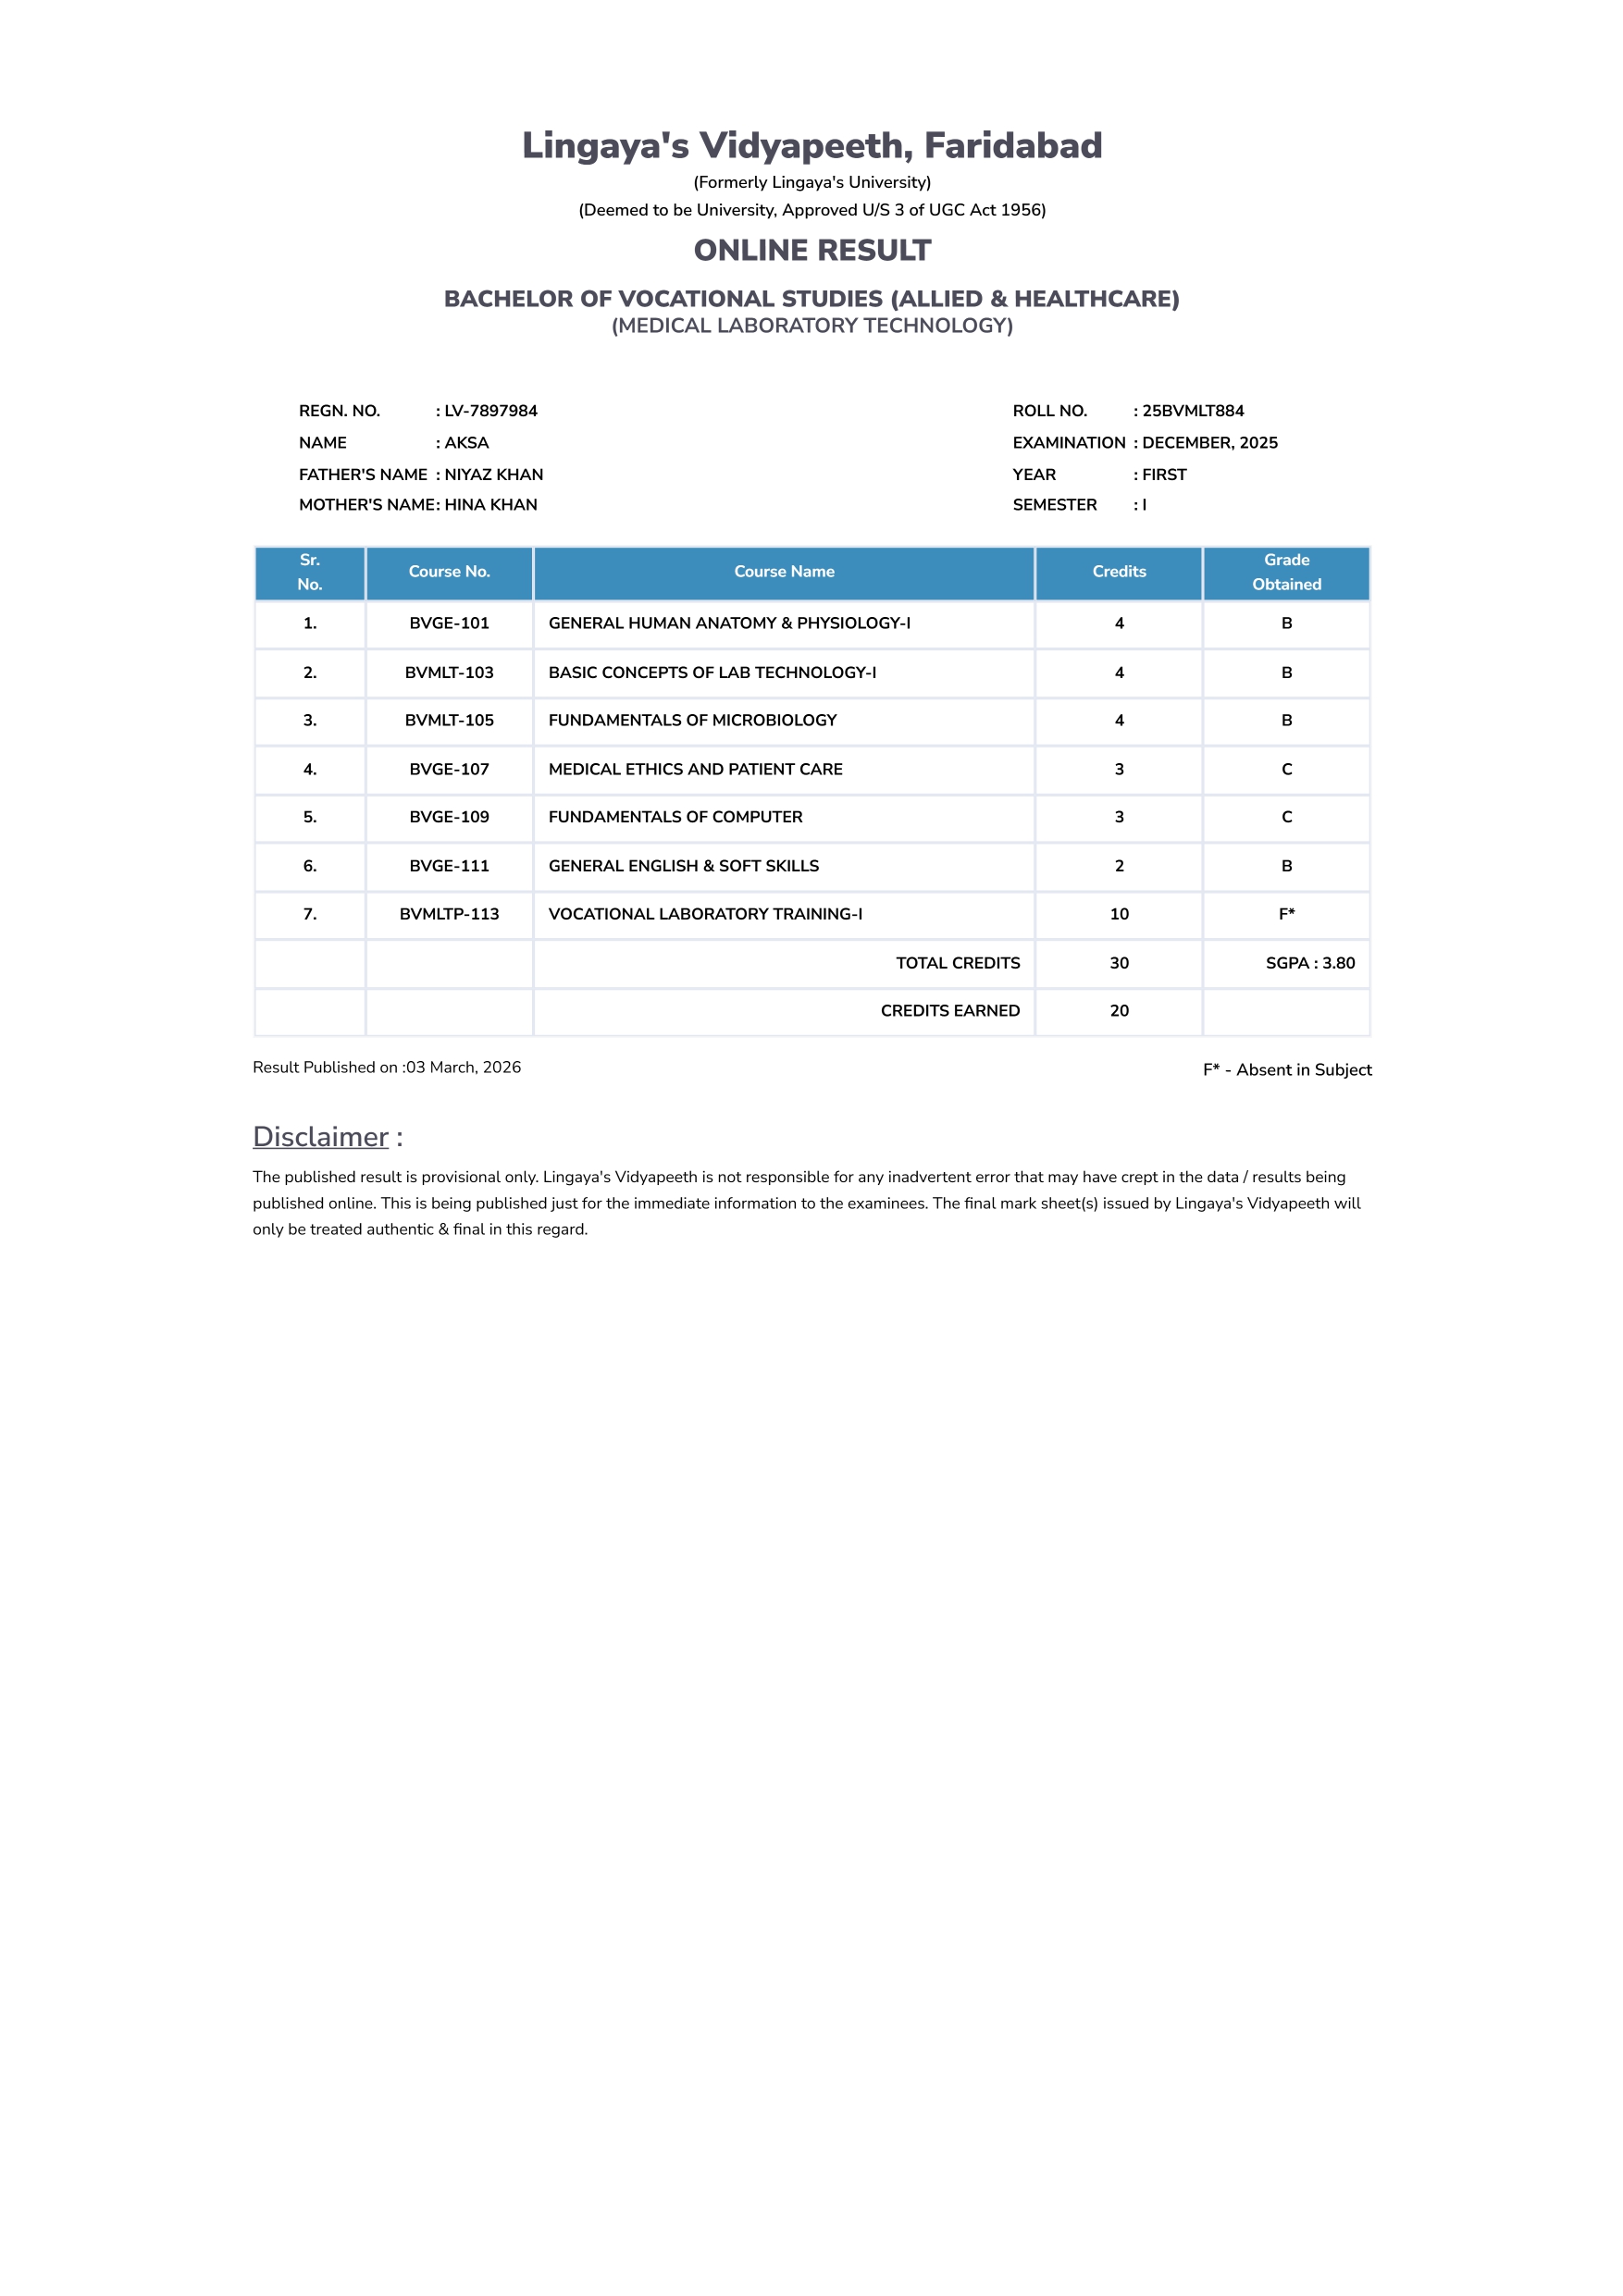 Lingaya's Vidyapeeth, Faridabad
(Formerly Lingaya's University)
(Deemed to be University, Approved U/S 3 of UGC Act 1956)
ONLINE RESULT
BACHELOR OF VOCATIONAL STUDIES (ALLIED & HEALTHCARE)
(MEDICAL LABORATORY TECHNOLOGY)
REGN. NO. : LV-7897984 ROLL NO. : 25BVMLT884
NAME : AKSA EXAMINATION : DECEMBER, 2025
FATHER'S NAME : NIYAZ KHAN YEAR : FIRST
MOTHER'S NAME: HINA KHAN SEMESTER : I
Sr. No. Course No. Course Name Credits Grade Obtained
1. BVGE-101 GENERAL HUMAN ANATOMY & PHYSIOLOGY-I 4 B
2. BVMLT-103 BASIC CONCEPTS OF LAB TECHNOLOGY-I 4 B
3. BVMLT-105 FUNDAMENTALS OF MICROBIOLOGY 4 B
4. BVGE-107 MEDICAL ETHICS AND PATIENT CARE 3 C
5. BVGE-109 FUNDAMENTALS OF COMPUTER 3 C
6. BVGE-111 GENERAL ENGLISH & SOFT SKILLS 2 B
7. BVMLTP-113 VOCATIONAL LABORATORY TRAINING-I 10 F*
TOTAL CREDITS 30 SGPA : 3.80
CREDITS EARNED 20
Result Published on :03 March, 2026 F* - Absent in Subject
Disclaimer :
The published result is provisional only. Lingaya's Vidyapeeth is not responsible for any inadvertent error that may have crept in the data / results being
published online. This is being published just for the immediate information to the examinees. The final mark sheet(s) issued by Lingaya's Vidyapeeth will
only be treated authentic & final in this regard.